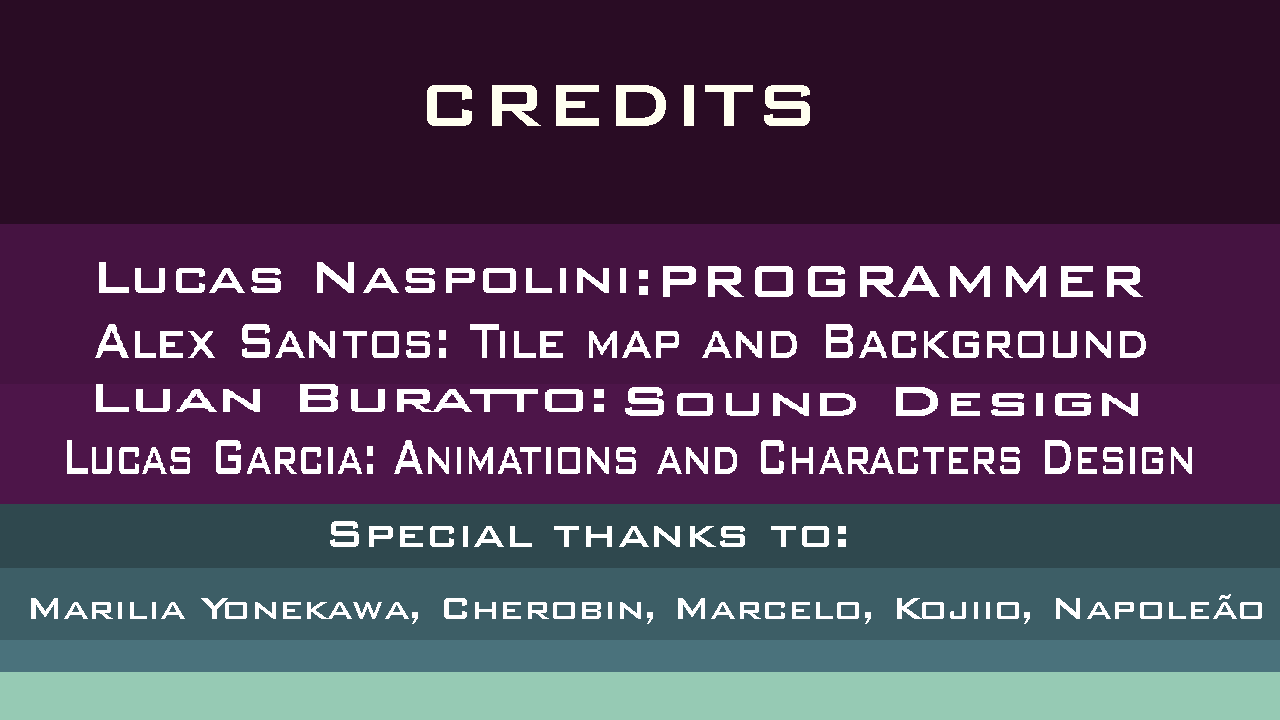 CREDITS
Lucas Naspolini:PROGRAMMER
Alex Santos: Tile map and Background
Luan Buratto: Sound Design
Lucas Garcia: Animations and Characters Design
Special thanks to:
Marilia Yonekawa, Cherobin, Marcelo, Kojiio, Napoleão